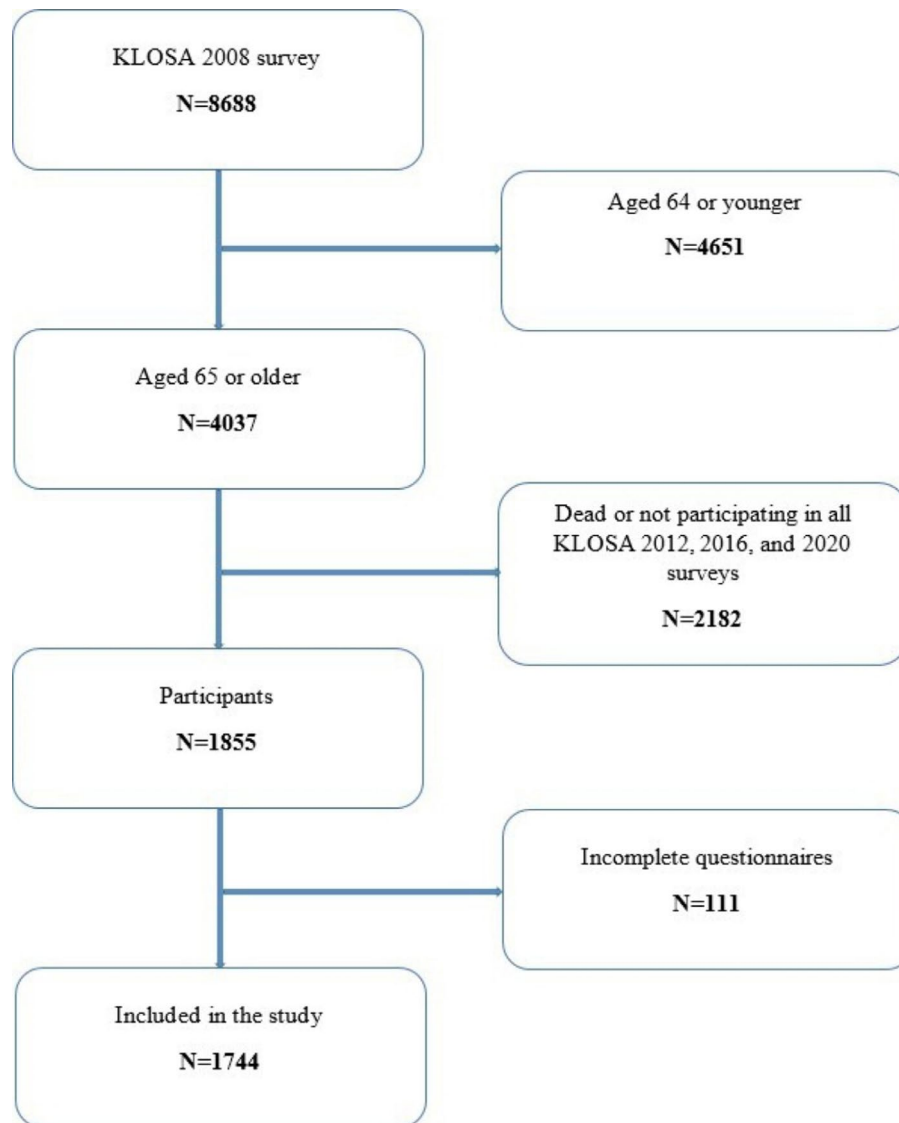 KLOSA 2008 survey
N=8688
Aged 64 or younger
N=4651
Aged 65 or older
N=4037
Dead or not participating in all
KLOSA 2012, 2016, and 2020
surveys
N=2182
Participants
N=1855
Incomplete questionnaires
N=111
Included in the study
N=1744